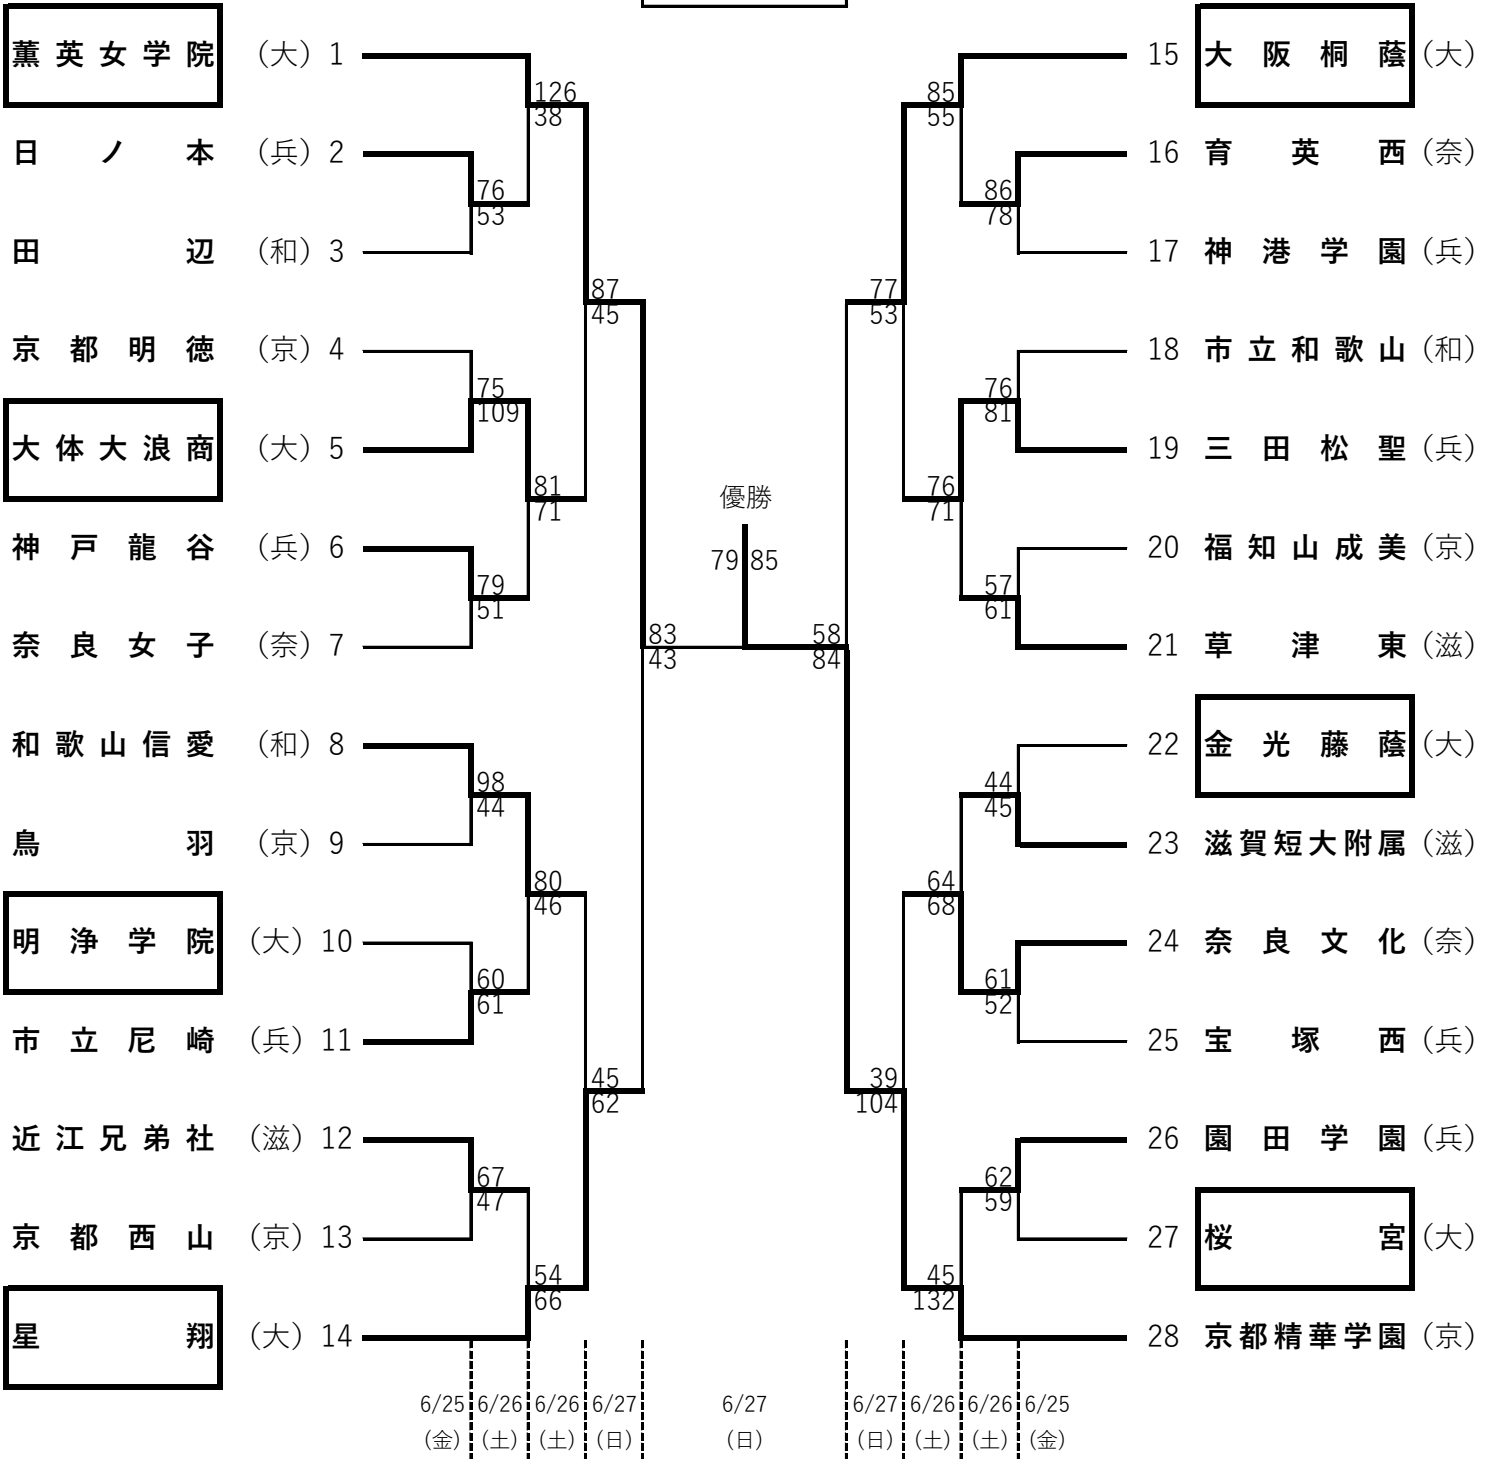 薫英女学院 （大） 1
日ノ本 （兵） 2
田辺 （和） 3
京都明徳 （京） 4
大体大浪商 （大） 5
神戸龍谷 （兵） 6
奈良女子 （奈） 7
和歌山信愛 （和） 8
鳥羽 （京） 9
明浄学院 （大） 10
市立尼崎 （兵） 11
近江兄弟社 （滋） 12
京都西山 （京） 13
星翔 （大） 14
126
38
76
53
87
45
75
109
81
71
79
51
83
43
98
44
80
46
60
61
45
62
67
47
54
66
優勝
79 85
85
55
86
78
77
53
76
81
76
71
57
61
58
84
44
45
64
68
61
52
39
104
62
59
45
132
15 大阪桐蔭 （大）
16 育英西 （奈）
17 神港学園 （兵）
18 市立和歌山 （和）
19 三田松聖 （兵）
20 福知山成美 （京）
21 草津東 （滋）
22 金光藤蔭 （大）
23 滋賀短大附属 （滋）
24 奈良文化 （奈）
25 宝塚西 （兵）
26 園田学園 （兵）
27 桜宮 （大）
28 京都精華学園 （京）
6/25 6/26 6/26 6/27 6/27 6/27 6/26 6/26 6/25
（金） （土） （土） （日） （日） （日） （土） （土） （金）